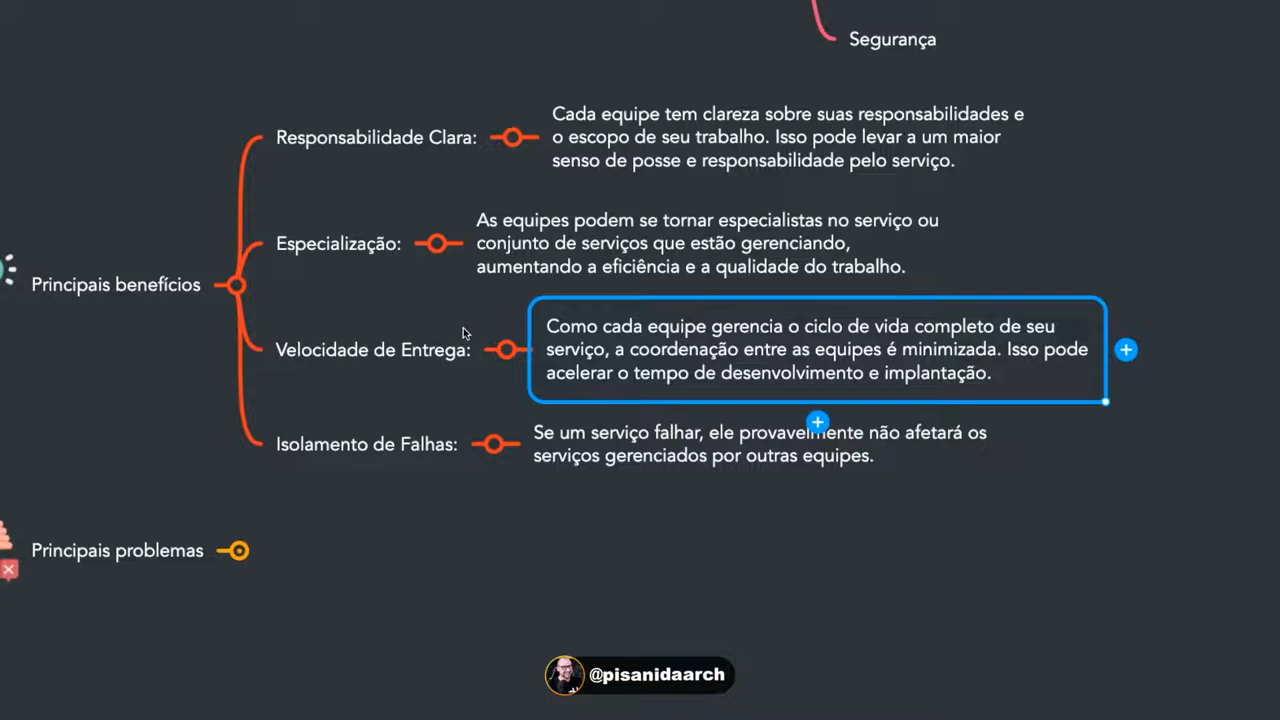 Segurança
Responsabilidade Clara:
Cada equipe tem clareza sobre suas responsabilidades e
o escopo de seu trabalho. Isso pode levar a um maior
senso de posse e responsabilidade pelo serviço.
Especialização:
As equipes podem se tornar especialistas no serviço ou
conjunto de serviços que estão gerenciando,
aumentando a eficiência e a qualidade do trabalho.
Principais benefícios
Velocidade de Entrega:
Como cada equipe gerencia o ciclo de vida completo de seu
serviço, a coordenação entre as equipes é minimizada. Isso pode
acelerar o tempo de desenvolvimento e implantação.
Isolamento de Falhas:
Se um serviço falhar, ele provavelmente não afetará os
serviços gerenciados por outras equipes.
Principais problemas
@pisanidaarch